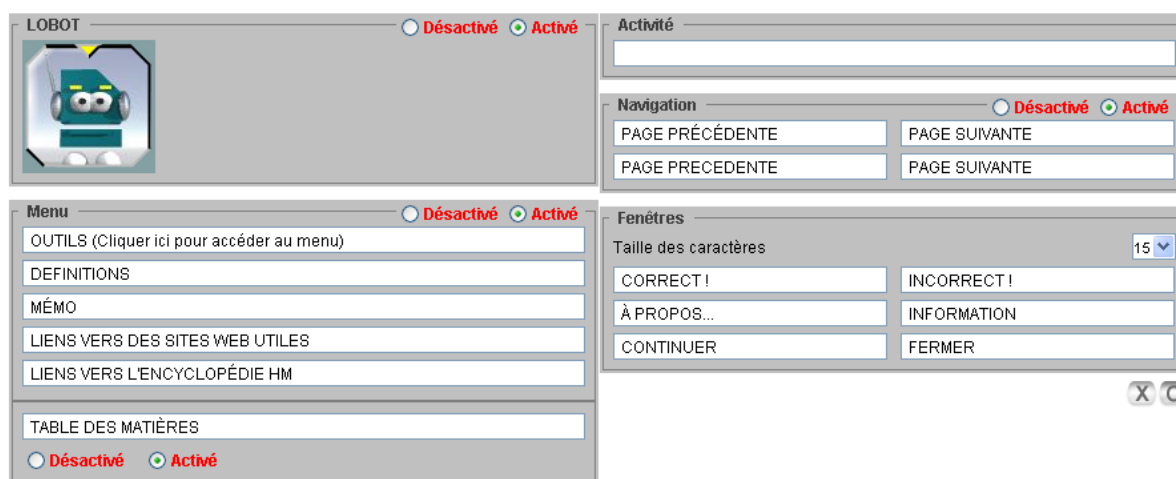 LOBOT
Désactivé Activé
Menu
Désactivé Activé
OUTILS (Cliquer ici pour accéder au menu)
DEFINITIONS
MÉMO
LIENS VERS DES SITES WEB UTILES
LIENS VERS L'ENCYCLOPÉDIE HM
TABLE DES MATIÈRES
Désactivé Activé
Activité
Navigation
Désactivé Activé
PAGE PRÉCÉDENTE PAGE SUIVANTE
PAGE PRECEDENTE PAGE SUIVANTE
Fenêtres
Taille des caractères 15
CORRECT ! INCORRECT !
À PROPOS... INFORMATION
CONTINUER FERMER
X